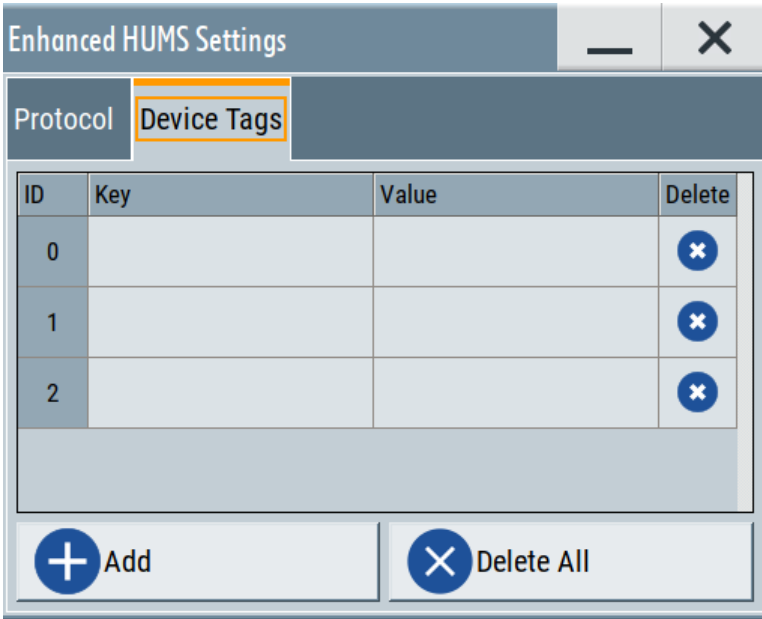 Enhanced HUMS Settings
Protocol Device Tags
ID Key Value Delete
0
1
2
Add Delete All